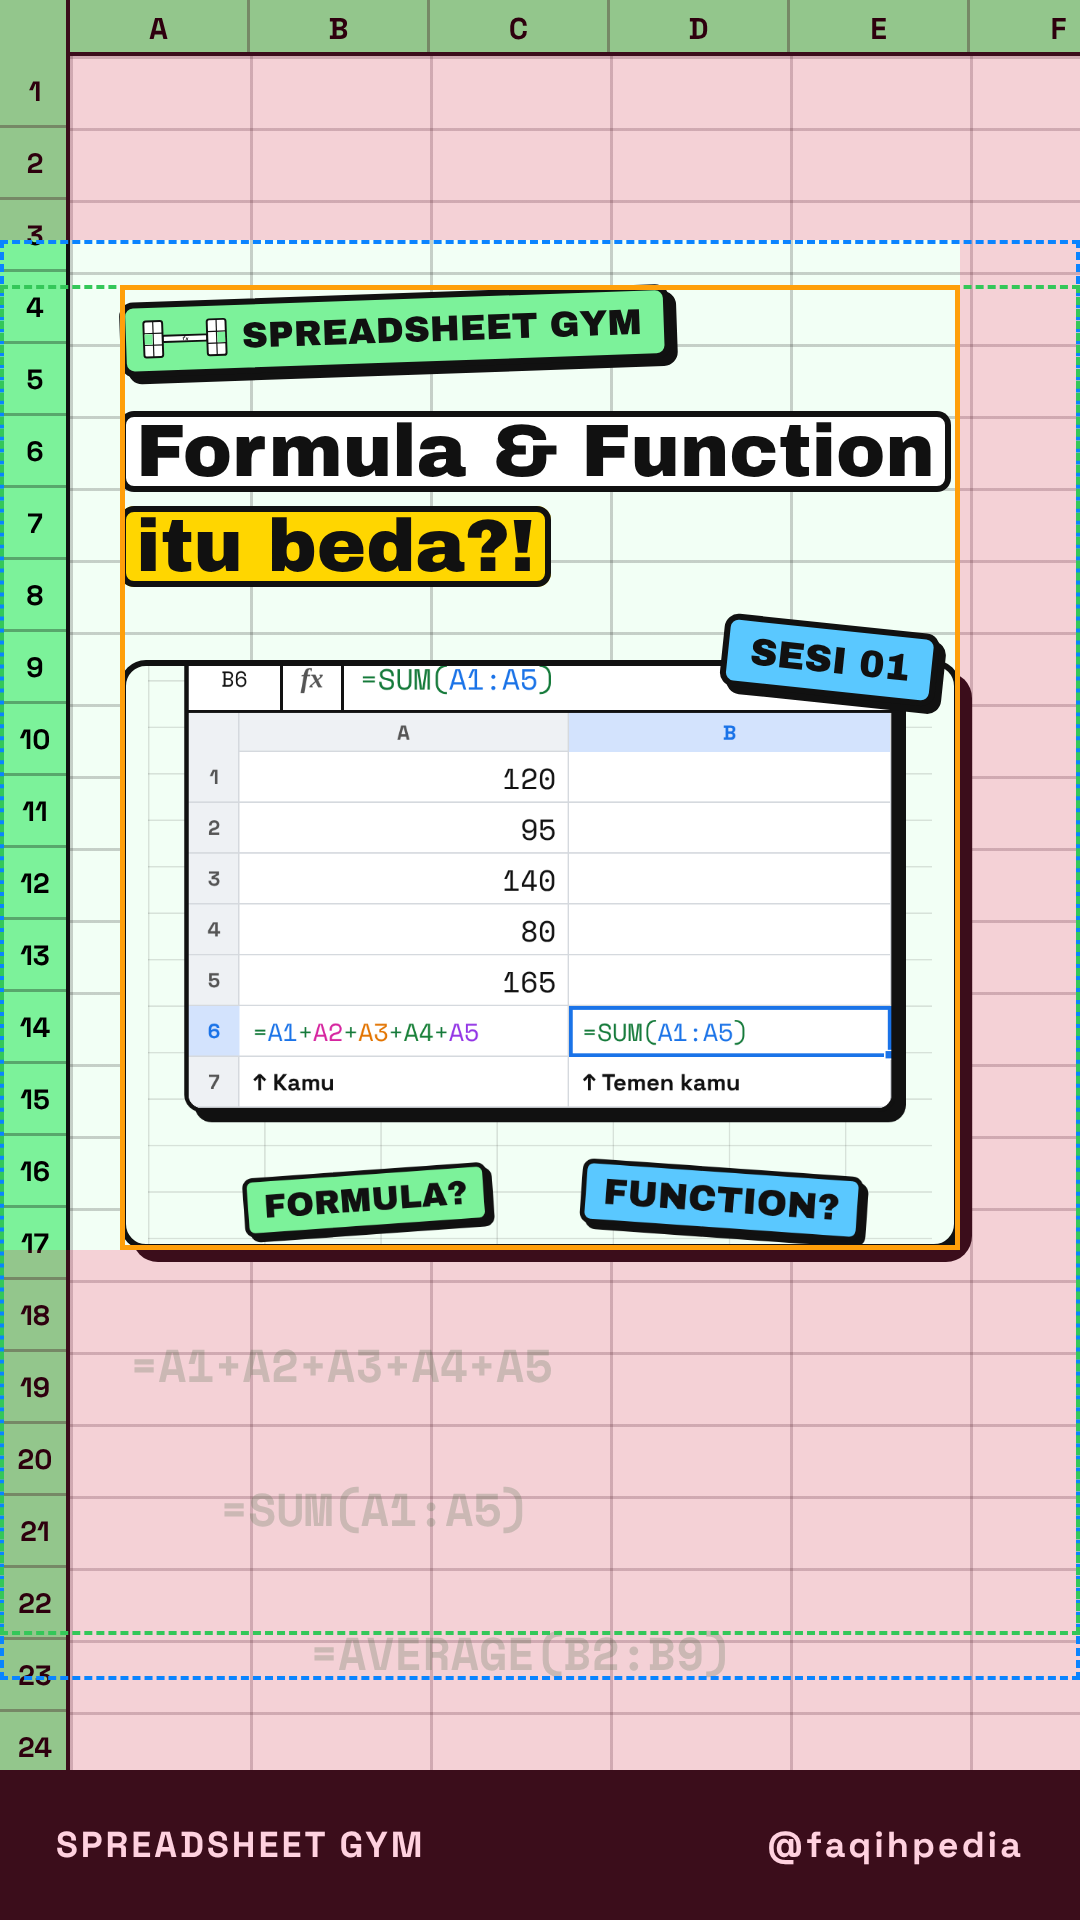 A B C D E F
1
2
3
4
SPREADSHEET GYM
5
6
Formula & Function
7
itu beda?!
8
9
SESI 01
B6 fx =SUM(A1:A5)
10
A B
11
1 120
2 95
12
3 140
4 80
13
5 165
14
6 =A1+A2+A3+A4+A5 =SUM(A1:A5)
7 ↑ Kamu ↑ Temen kamu
15
16
FORMULA? FUNCTION?
17
18
19
=A1+A2+A3+A4+A5
20
21
=SUM(A1:A5)
22
23
=AVERAGE(B2:B9)
24
SPREADSHEET GYM @faqihpedia